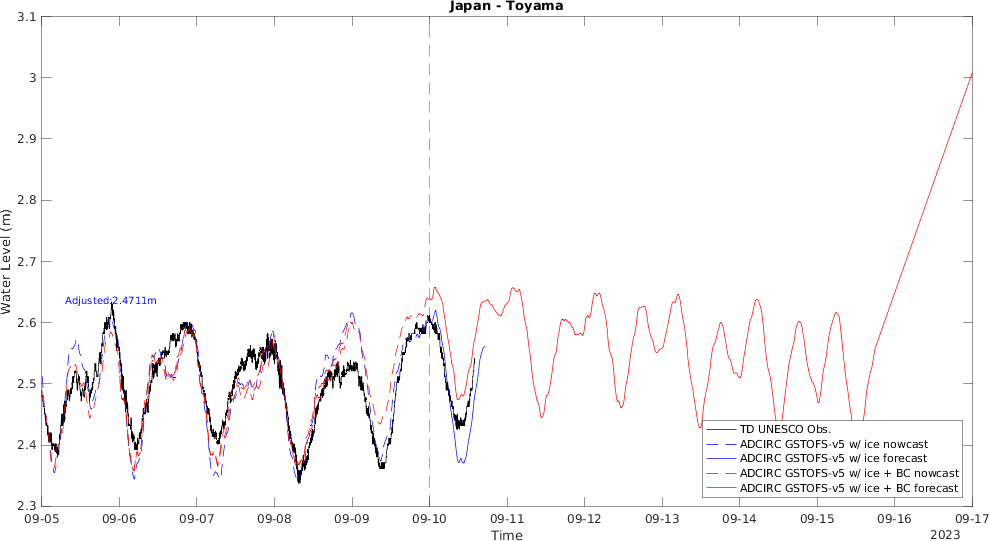 Japan - Toyama
3.1
3
2.9
2.8
2.7
2.6
2.5
2.4
2.3
Water Level (m)
Adjusted:2.4711m
TD UNESCO Obs.
ADCIRC GSTOFS-v5 w/ ice nowcast
ADCIRC GSTOFS-v5 w/ ice forecast
ADCIRC GSTOFS-v5 w/ ice + BC nowcast
ADCIRC GSTOFS-v5 w/ ice + BC forecast
09-05 09-06 09-07 09-08 09-09 09-10 09-11 09-12 09-13 09-14 09-15 09-16 09-17
Time
2023